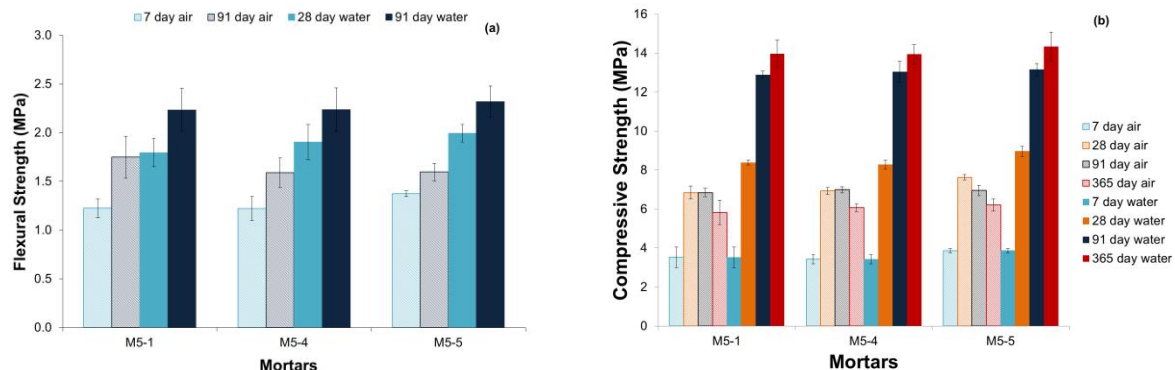 7 day air 91 day air 28 day water 91 day water
(a)
Flexural Strength (MPa)
3.0
2.5
2.0
1.5
1.0
0.5
0.0
M5-1 M5-4 M5-5
Mortars
(b)
Compressive Strength (MPa)
16
14
12
10
8
6
4
2
0
M5-1 M5-4 M5-5
Mortars
7 day air
28 day air
91 day air
365 day air
7 day water
28 day water
91 day water
365 day water